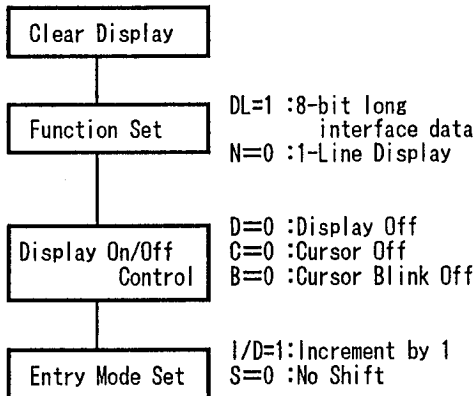 Clear Display
Function Set
DL=1 :8-bit long
interface data
N=0 :1-Line Display
Display On/Off
Control
D=0 :Display Off
C=0 :Cursor Off
B=0 :Cursor Blink Off
Entry Mode Set
I/D=1:Increment by 1
S=0 :No Shift